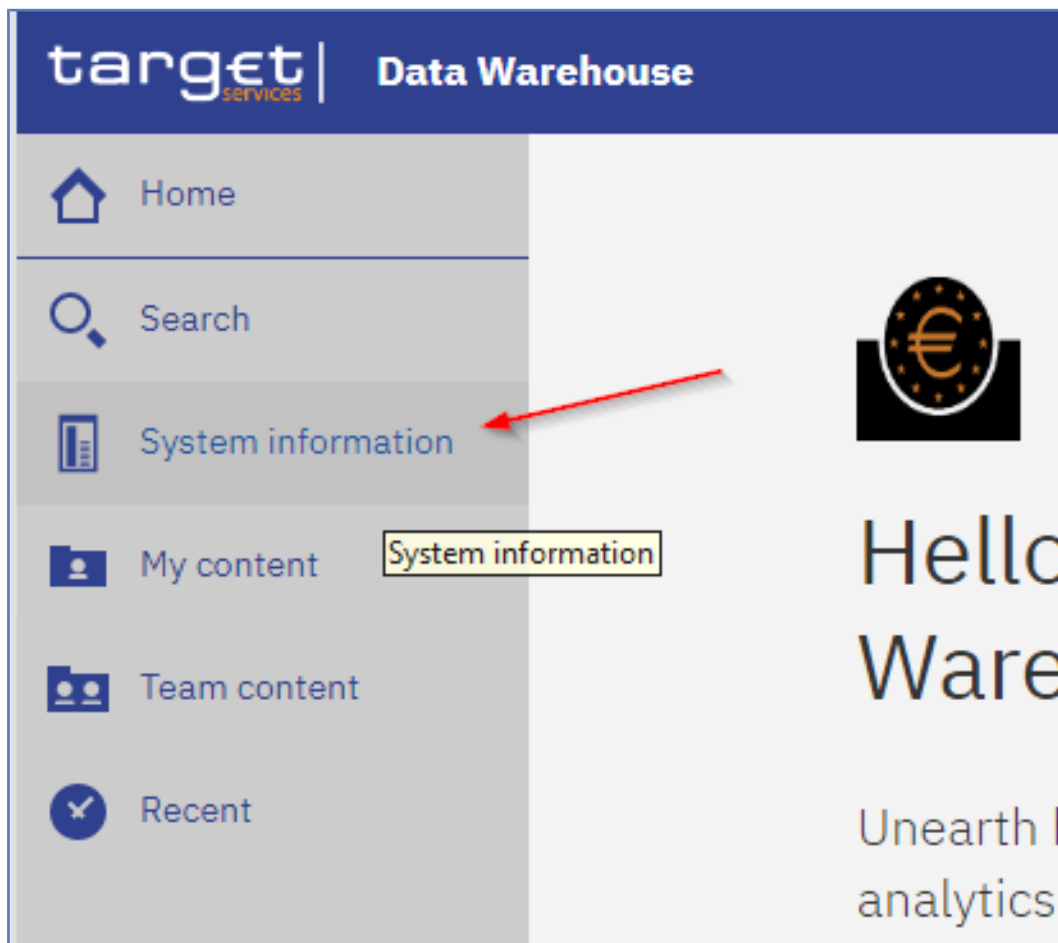 target services | Data Warehouse
Home
Search
System information
System information
My content
Team content
Recent
€
Hello
Ware
Unearth
analytics